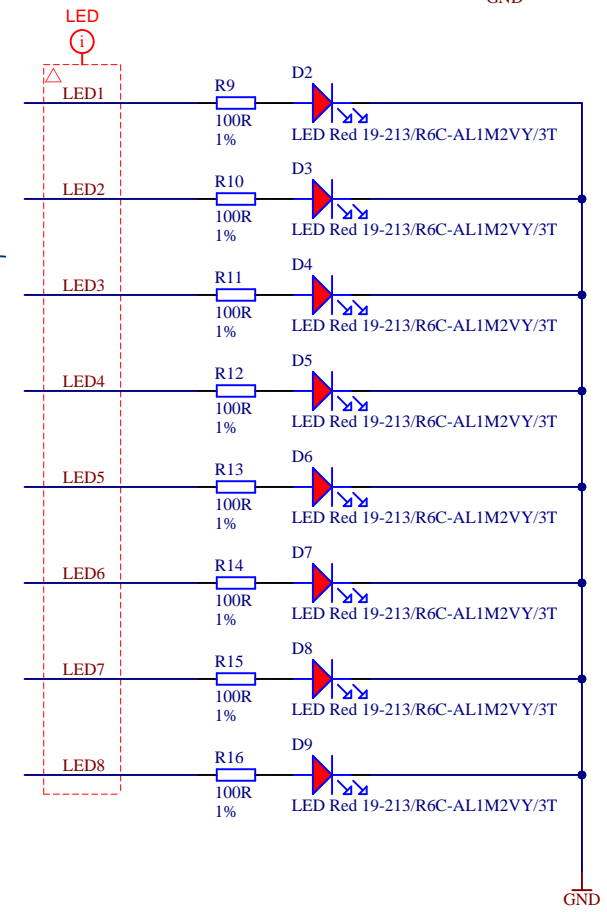 GND
LED
i
LED1
R9
100R
1%
D2
LED Red 19-213/R6C-AL1M2VY/3T
LED2
R10
100R
1%
D3
LED Red 19-213/R6C-AL1M2VY/3T
LED3
R11
100R
1%
D4
LED Red 19-213/R6C-AL1M2VY/3T
LED4
R12
100R
1%
D5
LED Red 19-213/R6C-AL1M2VY/3T
LED5
R13
100R
1%
D6
LED Red 19-213/R6C-AL1M2VY/3T
LED6
R14
100R
1%
D7
LED Red 19-213/R6C-AL1M2VY/3T
LED7
R15
100R
1%
D8
LED Red 19-213/R6C-AL1M2VY/3T
LED8
R16
100R
1%
D9
LED Red 19-213/R6C-AL1M2VY/3T
GND